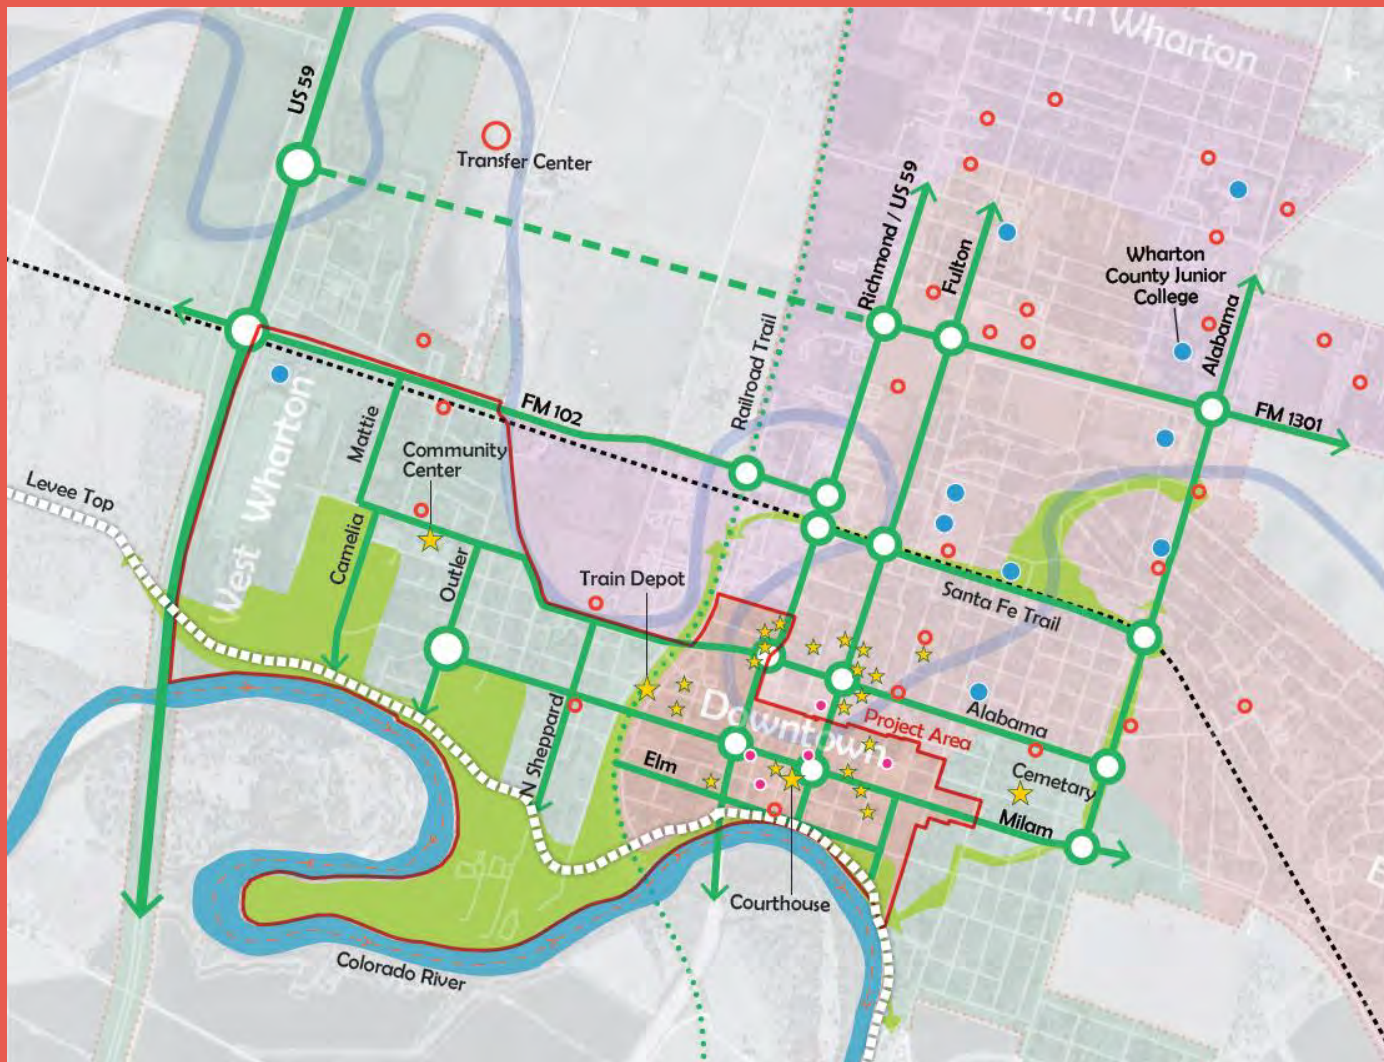 North Wharton
US 59
Transfer Center
Richmond / US 59
Fulton
Wharton
County Junior
College
Alabama
Railroad Trail
FM 102
FM 1301
Mattie
Community
Center
West Wharton
Levee Top
Camelia
Outler
Train Depot
Santa Fe Trail
Downtown
Project Area
Alabama
N Sheppard
Elm
Cemetary
Milam
Courthouse
Colorado River